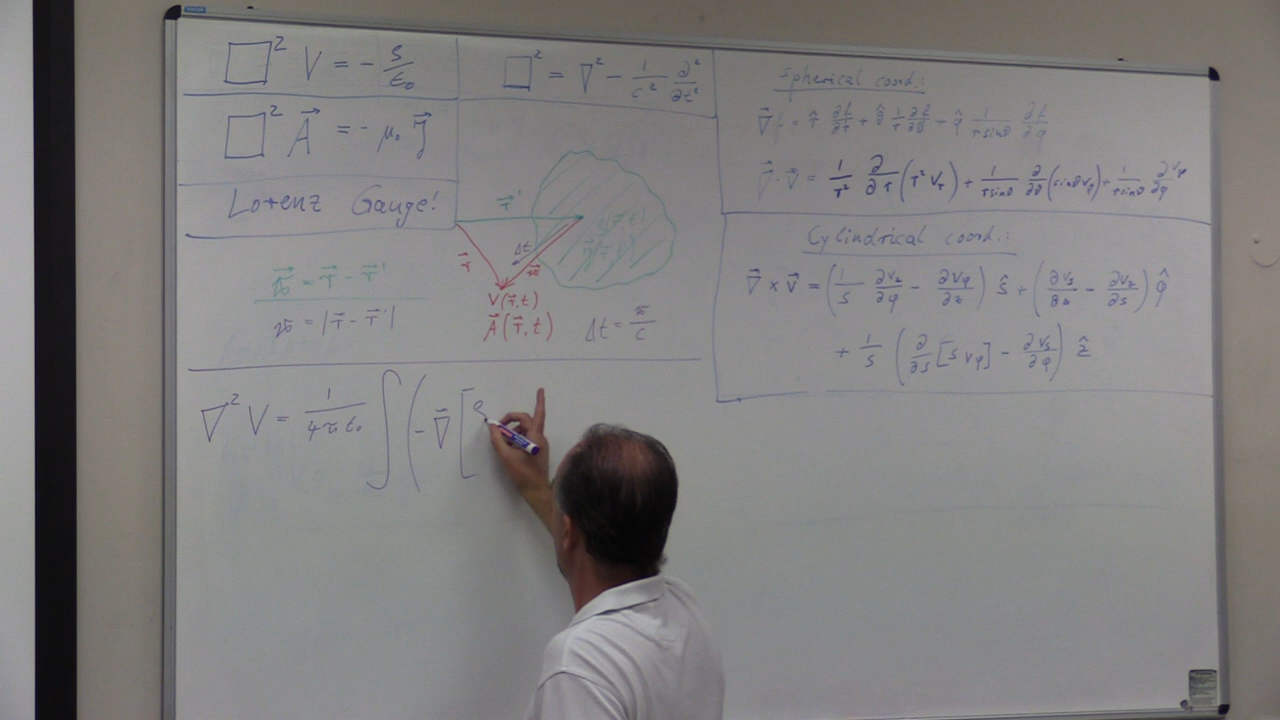 □² V = - ρ/ε₀
□² A⃗ = - μ₀ J⃗
Lorenz Gauge!
□² = ∇² - 1/c² ∂²/∂t²
r⃗'
Δt
r⃗
V(r⃗,t)
A⃗(r⃗,t)
= r⃗ - r⃗'
= |r⃗ - r⃗'|
Δt = 𝓇/c
∇² V = 1/4πε₀ ∫ ( - ∇⃗ [
Spherical coord.:
∇⃗f = r̂ ∂f/∂r + θ̂ 1/r ∂f/∂θ + φ̂ 1/(r sinθ) ∂f/∂φ
∇⃗·v⃗ = 1/r² ∂/∂r (r² v_r) + 1/(r sinθ) ∂/∂θ (sinθ v_θ) + 1/(r sinθ) ∂v_φ/∂φ
Cylindrical coord.:
∇⃗ × v⃗ = (1/s ∂v_z/∂φ - ∂v_φ/∂z) ŝ + (∂v_s/∂z - ∂v_z/∂s) φ̂
+ 1/s (∂/∂s [s v_φ] - ∂v_s/∂φ) ẑ